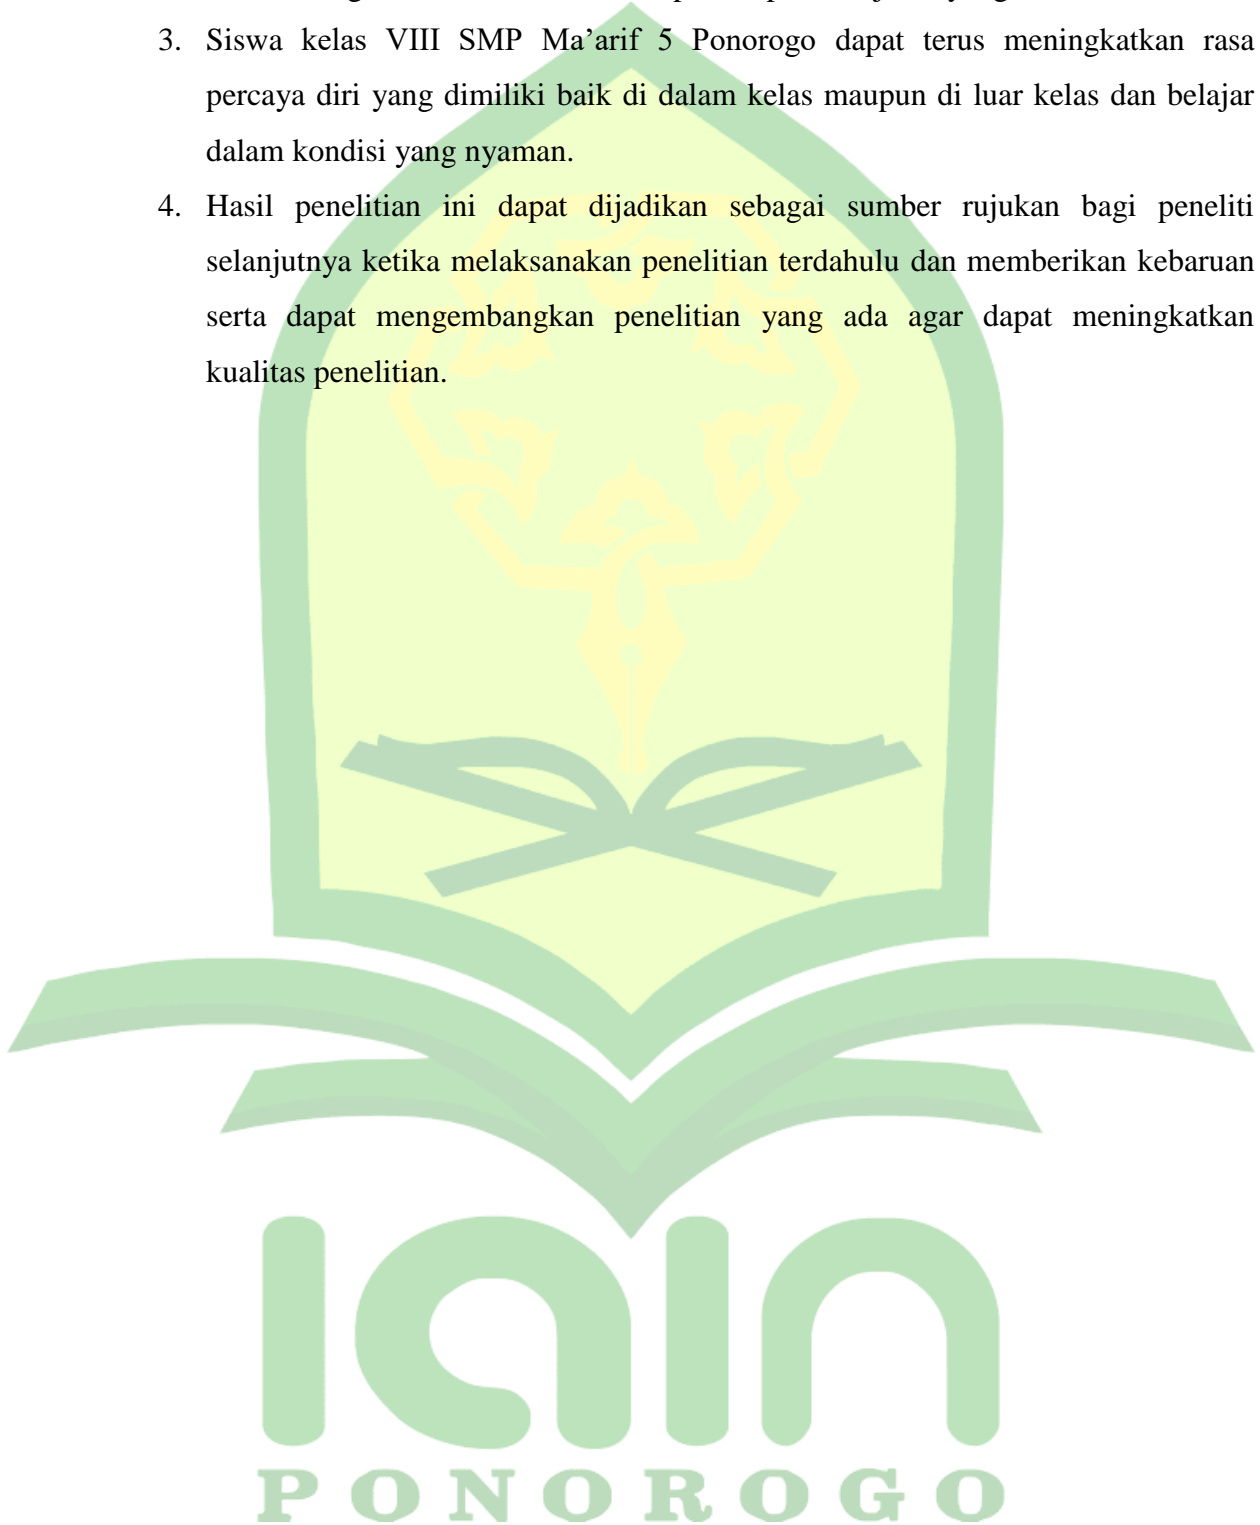 3. Siswa kelas VIII SMP Ma’arif 5 Ponorogo dapat terus meningkatkan rasa
percaya diri yang dimiliki baik di dalam kelas maupun di luar kelas dan belajar
dalam kondisi yang nyaman.
4. Hasil penelitian ini dapat dijadikan sebagai sumber rujukan bagi peneliti
selanjutnya ketika melaksanakan penelitian terdahulu dan memberikan kebaruan
serta dapat mengembangkan penelitian yang ada agar dapat meningkatkan
kualitas penelitian.
iain
PONOROGO